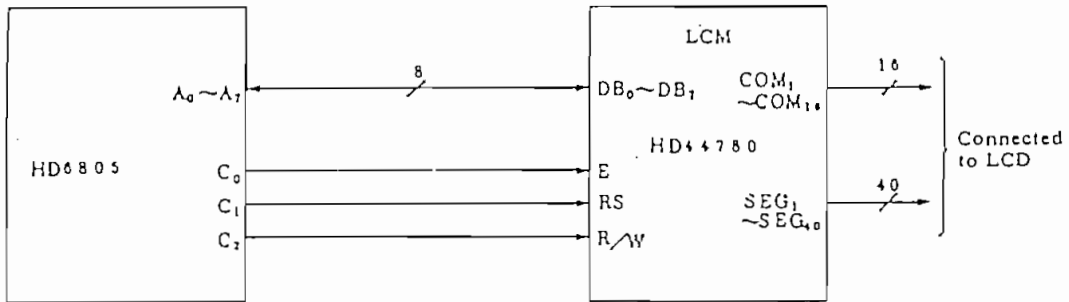 HD6805
A₀~A₇
C₀
C₁
C₂
8
LCM
DB₀~DB₇
HD44780
E
RS
R/W
COM₁
~COM₁₆
SEG₁
~SEG₄₀
16
40
Connected
to LCD